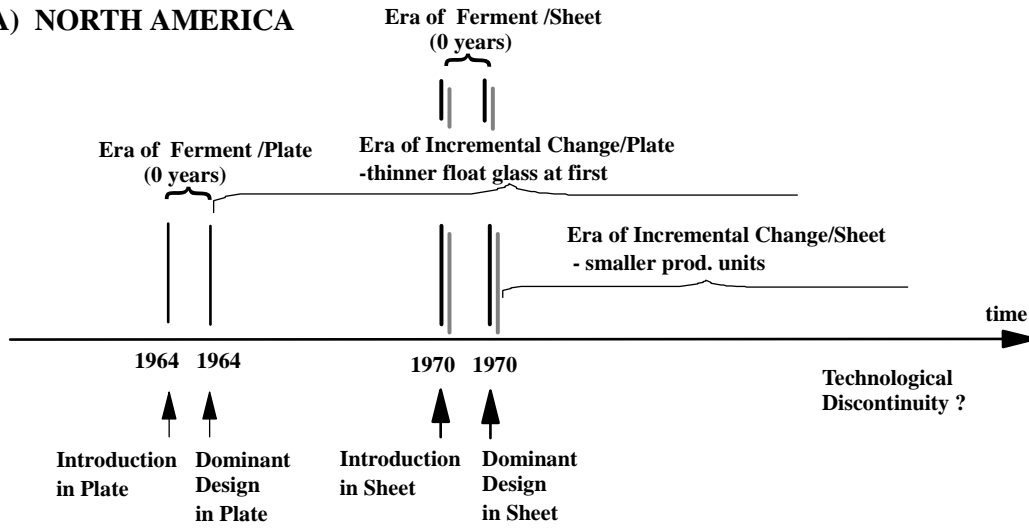 A) NORTH AMERICA
Era of Ferment /Sheet
(0 years)
Era of Ferment /Plate
(0 years)
Era of Incremental Change/Plate
-thinner float glass at first
Era of Incremental Change/Sheet
- smaller prod. units
time
1964 1964 1970 1970
Technological
Discontinuity ?
Introduction
in Plate
Dominant
Design
in Plate
Introduction
in Sheet
Dominant
Design
in Sheet